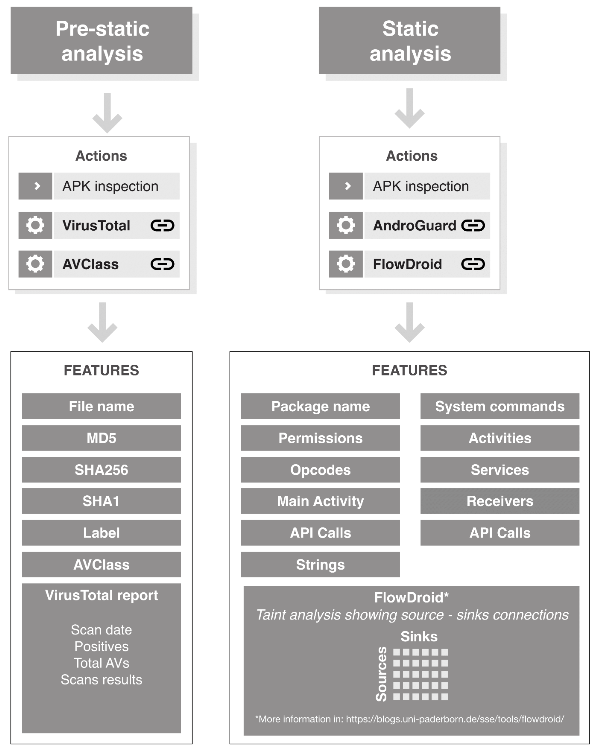 Pre-static
analysis
Actions
APK inspection
VirusTotal
AVClass
FEATURES
File name
MD5
SHA256
SHA1
Label
AVClass
VirusTotal report
Scan date
Positives
Total AVs
Scans results
Static
analysis
Actions
APK inspection
AndroGuard
FlowDroid
FEATURES
Package name
Permissions
Opcodes
Main Activity
API Calls
Strings
System commands
Activities
Services
Receivers
API Calls
FlowDroid*
Taint analysis showing source - sinks connections
Sinks
Sources
*More information in: https://blogs.uni-paderborn.de/sse/tools/flowdroid/